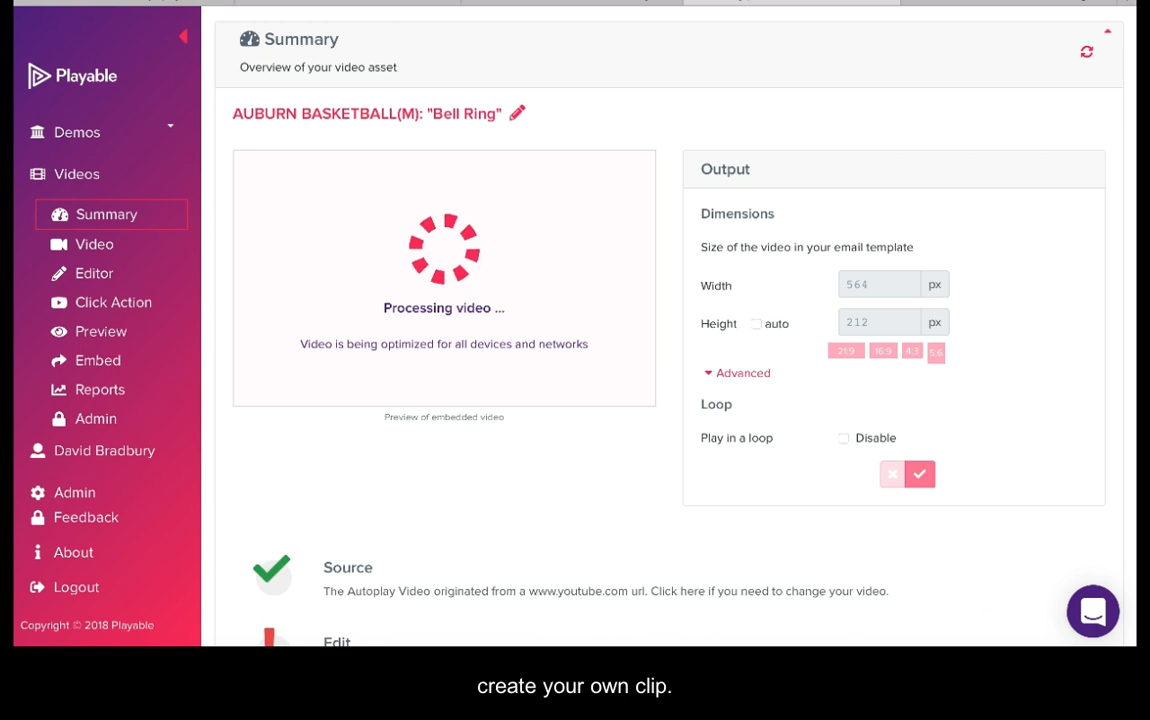 Playable
Demos
Videos
Summary
Video
Editor
Click Action
Preview
Embed
Reports
Admin
David Bradbury
Admin
Feedback
About
Logout
Copyright © 2018 Playable
Summary
Overview of your video asset
AUBURN BASKETBALL(M): "Bell Ring"
Processing video ...
Video is being optimized for all devices and networks
Preview of embedded video
Output
Dimensions
Size of the video in your email template
Width 564 px
Height auto 212 px
21:9 16:9 4:3 5:6
Advanced
Loop
Play in a loop Disable
Source
The Autoplay Video originated from a www.youtube.com url. Click here if you need to change your video.
Edit
create your own clip.